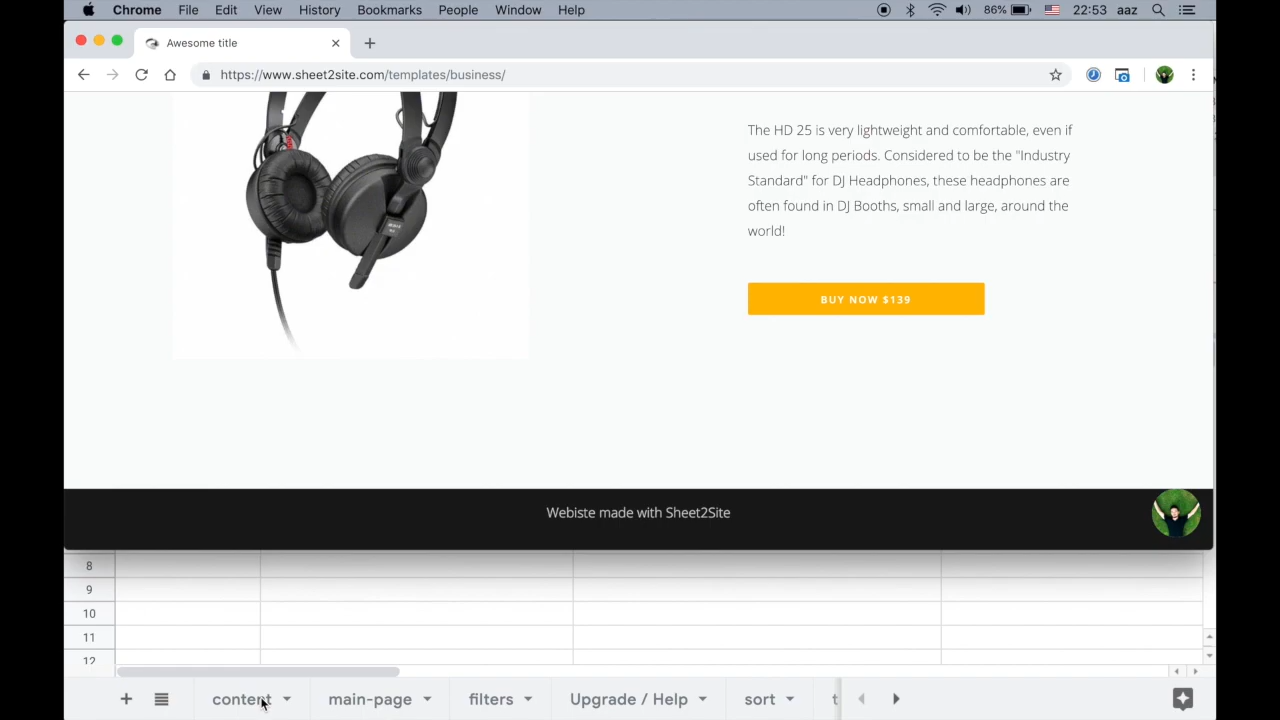 Chrome File Edit View History Bookmarks People Window Help 86% 22:53 aaz
Awesome title
https://www.sheet2site.com/templates/business/
The HD 25 is very lightweight and comfortable, even if
used for long periods. Considered to be the "Industry
Standard" for DJ Headphones, these headphones are
often found in DJ Booths, small and large, around the
world!
BUY NOW $139
Webiste made with Sheet2Site
8
9
10
11
12
content main-page filters Upgrade / Help sort